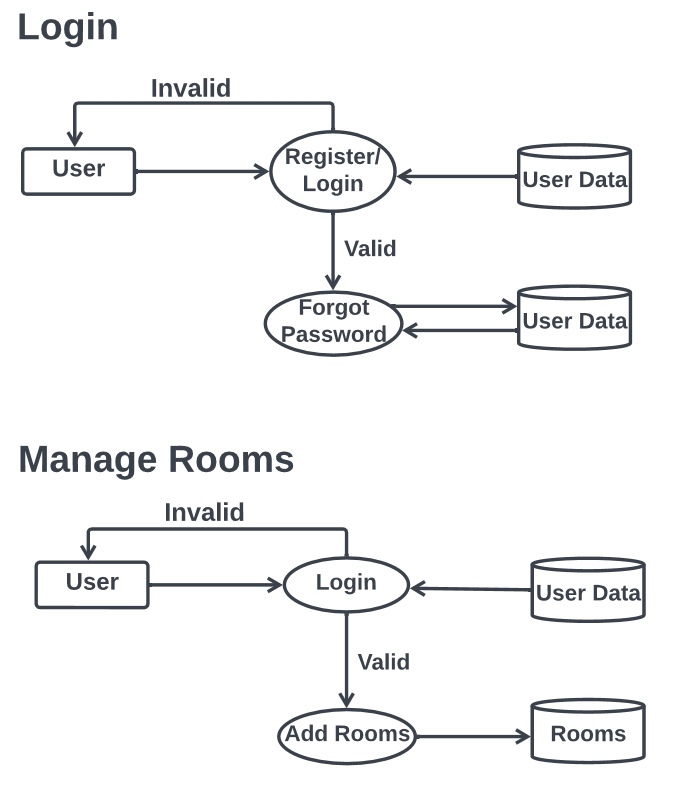 Login
Invalid
User
Register/
Login
User Data
Valid
Forgot
Password
User Data
Manage Rooms
Invalid
User
Login
User Data
Valid
Add Rooms
Rooms